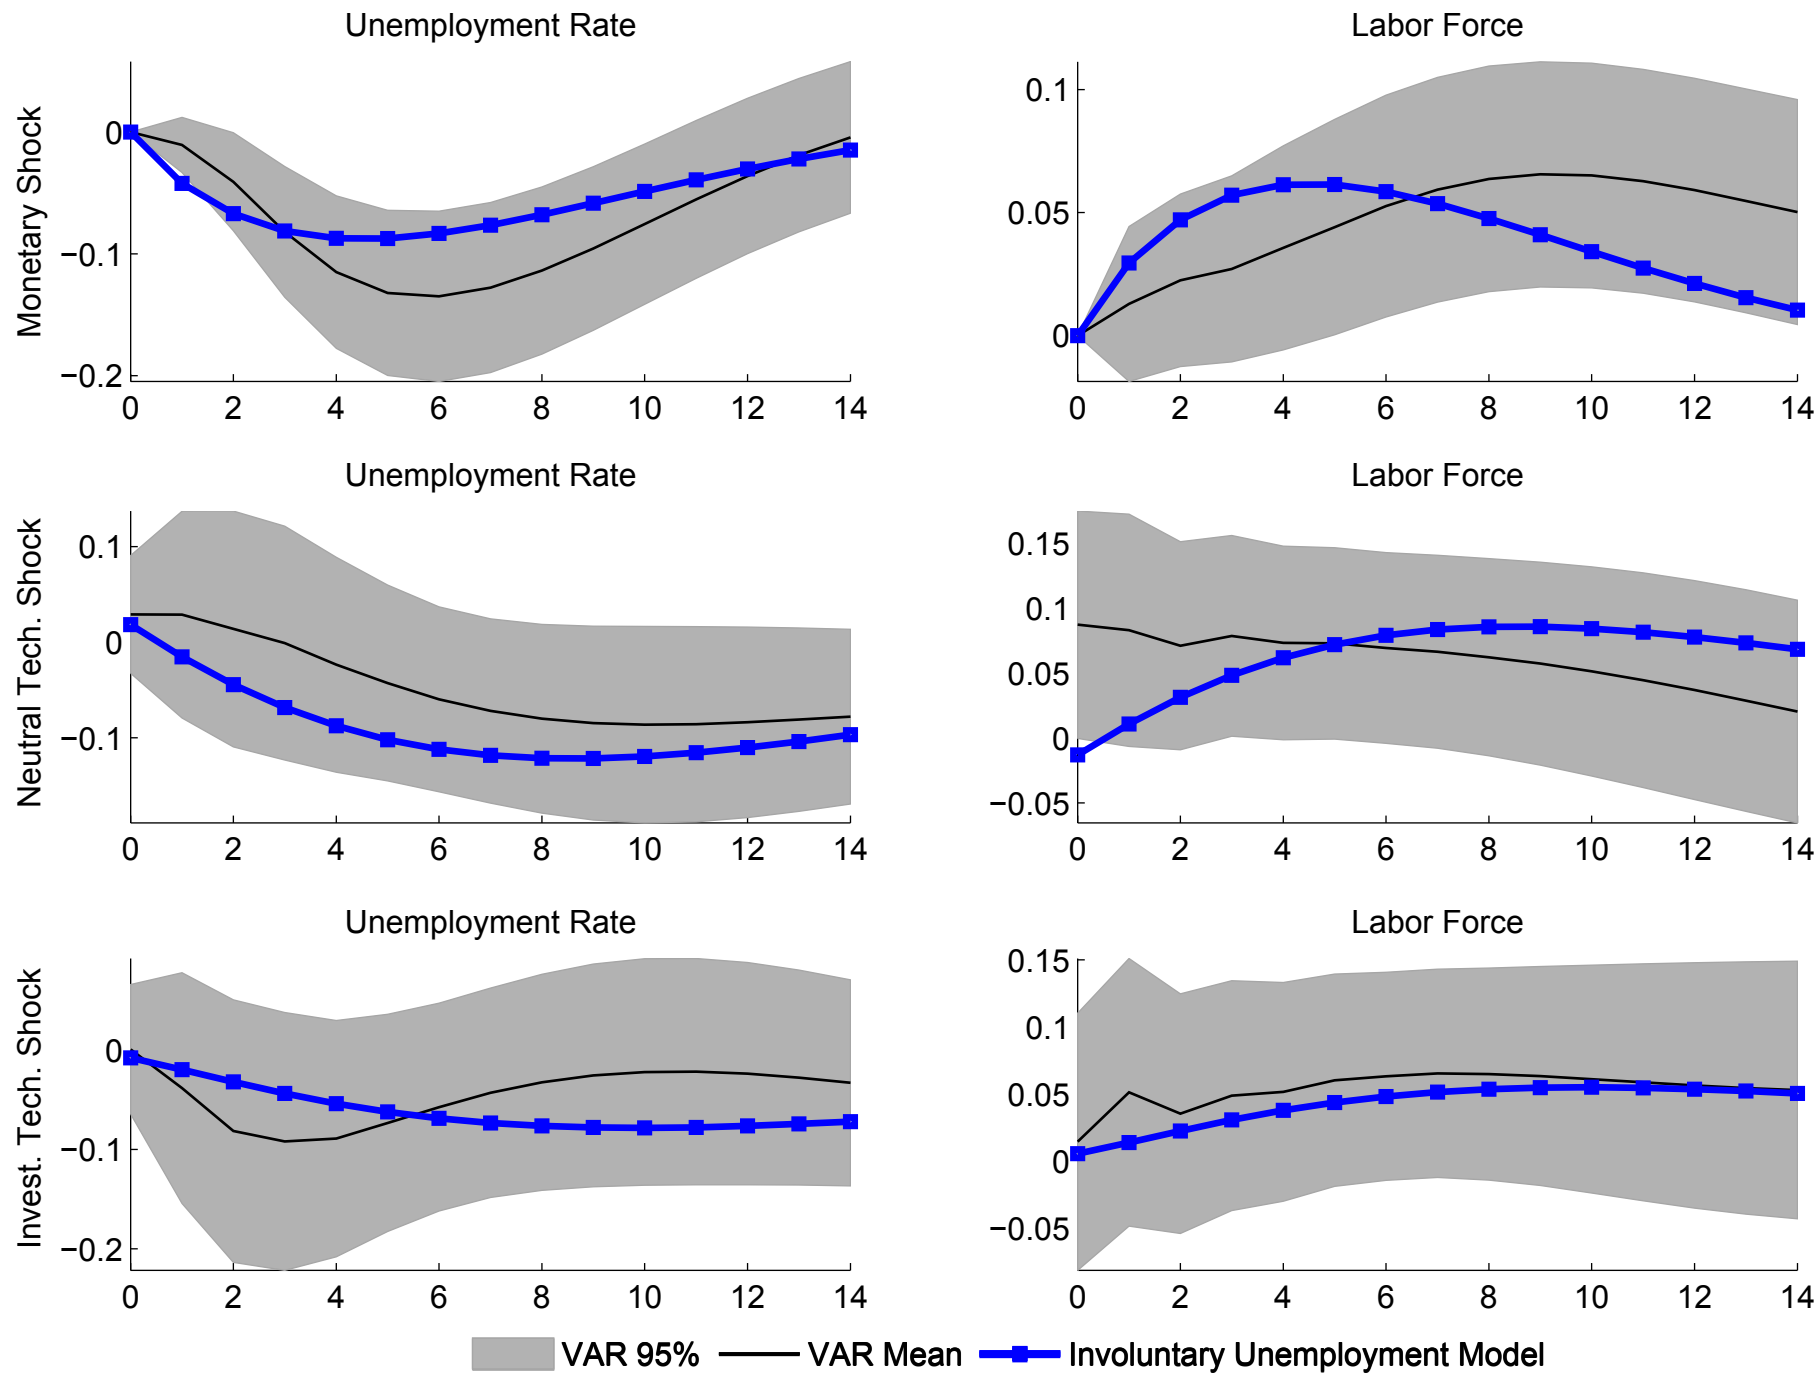 Unemployment Rate
Labor Force
Monetary Shock
0
−0.1
−0.2
0 2 4 6 8 10 12 14
0.1
0.05
0
0 2 4 6 8 10 12 14
Unemployment Rate
Labor Force
Neutral Tech. Shock
0.1
0
−0.1
0 2 4 6 8 10 12 14
0.15
0.1
0.05
0
−0.05
0 2 4 6 8 10 12 14
Unemployment Rate
Labor Force
Invest. Tech. Shock
0
−0.1
−0.2
0 2 4 6 8 10 12 14
0.15
0.1
0.05
0
−0.05
0 2 4 6 8 10 12 14
VAR 95% VAR Mean Involuntary Unemployment Model